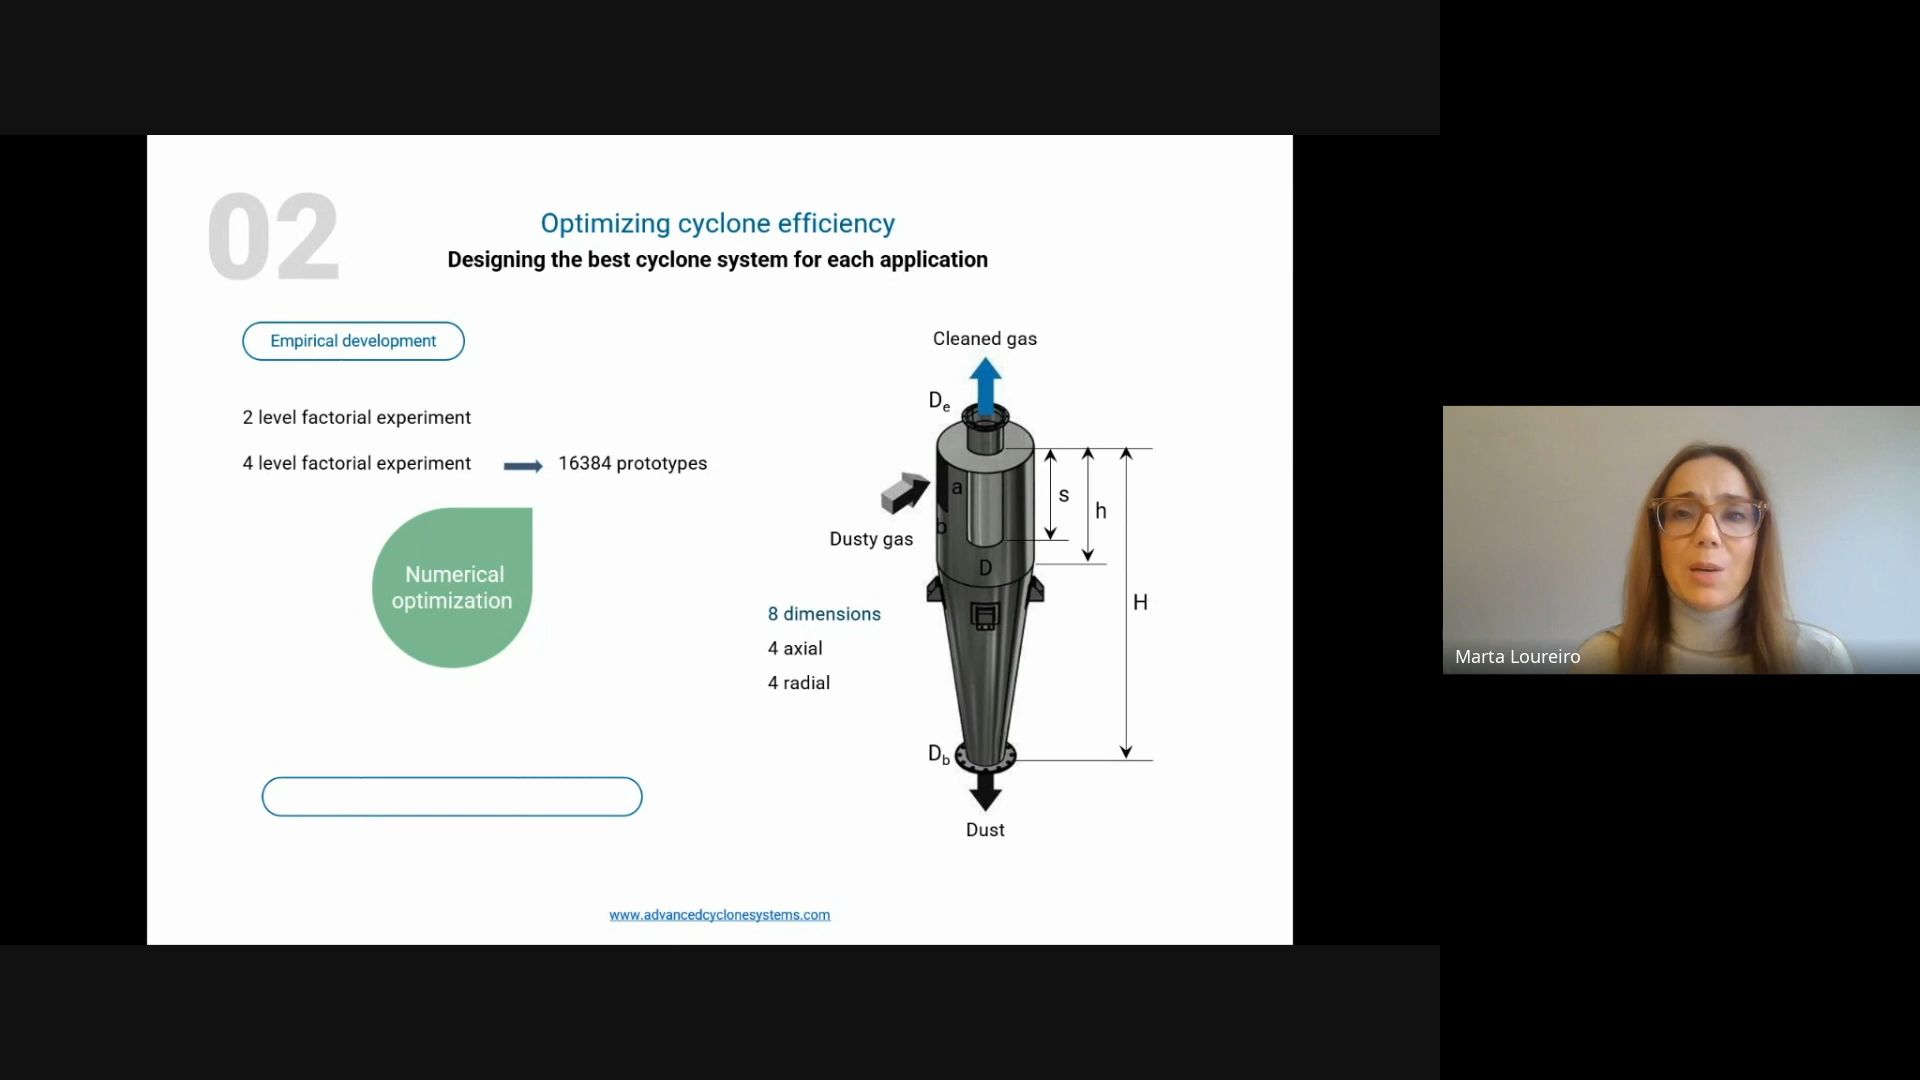 02
Optimizing cyclone efficiency
Designing the best cyclone system for each application
Empirical development
2 level factorial experiment
4 level factorial experiment
16384 prototypes
Numerical
optimization
Cleaned gas
De
a
b
s
h
Dusty gas
D
H
8 dimensions
4 axial
4 radial
Db
Dust
www.advancedcyclonesystems.com
Marta Loureiro